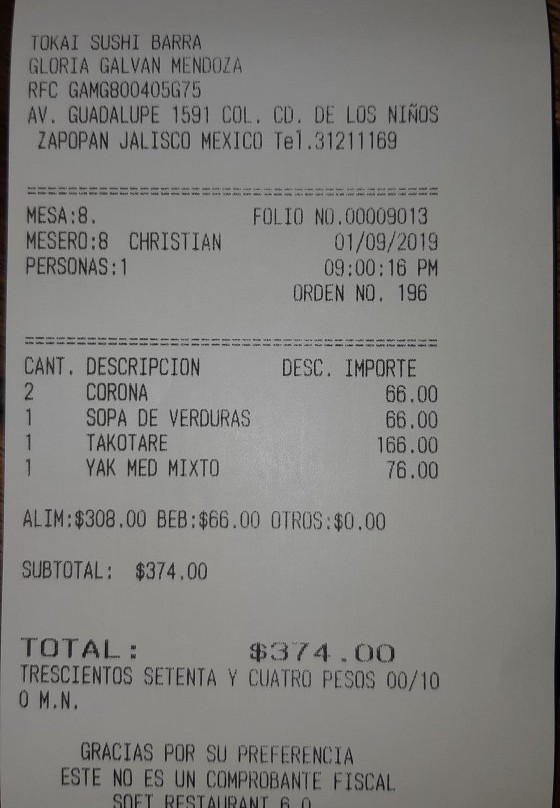 TOKAI SUSHI BARRA
GLORIA GALVAN MENDOZA
RFC GAMG800405G75
AV. GUADALUPE 1591 COL. CD. DE LOS NIÑOS
ZAPOPAN JALISCO MEXICO Tel.31211169
========================================
MESA:8. FOLIO NO.00009013
MESERO:8 CHRISTIAN 01/09/2019
PERSONAS:1 09:00:16 PM
ORDEN NO. 196
========================================
CANT. DESCRIPCION DESC. IMPORTE
2 CORONA 66.00
1 SOPA DE VERDURAS 66.00
1 TAKOTARE 166.00
1 YAK MED MIXTO 76.00
ALIM:$308.00 BEB:$66.00 OTROS:$0.00
SUBTOTAL: $374.00
TOTAL: $374.00
TRESCIENTOS SETENTA Y CUATRO PESOS 00/10
0 M.N.
GRACIAS POR SU PREFERENCIA
ESTE NO ES UN COMPROBANTE FISCAL
SOFT RESTAURANT 6.0